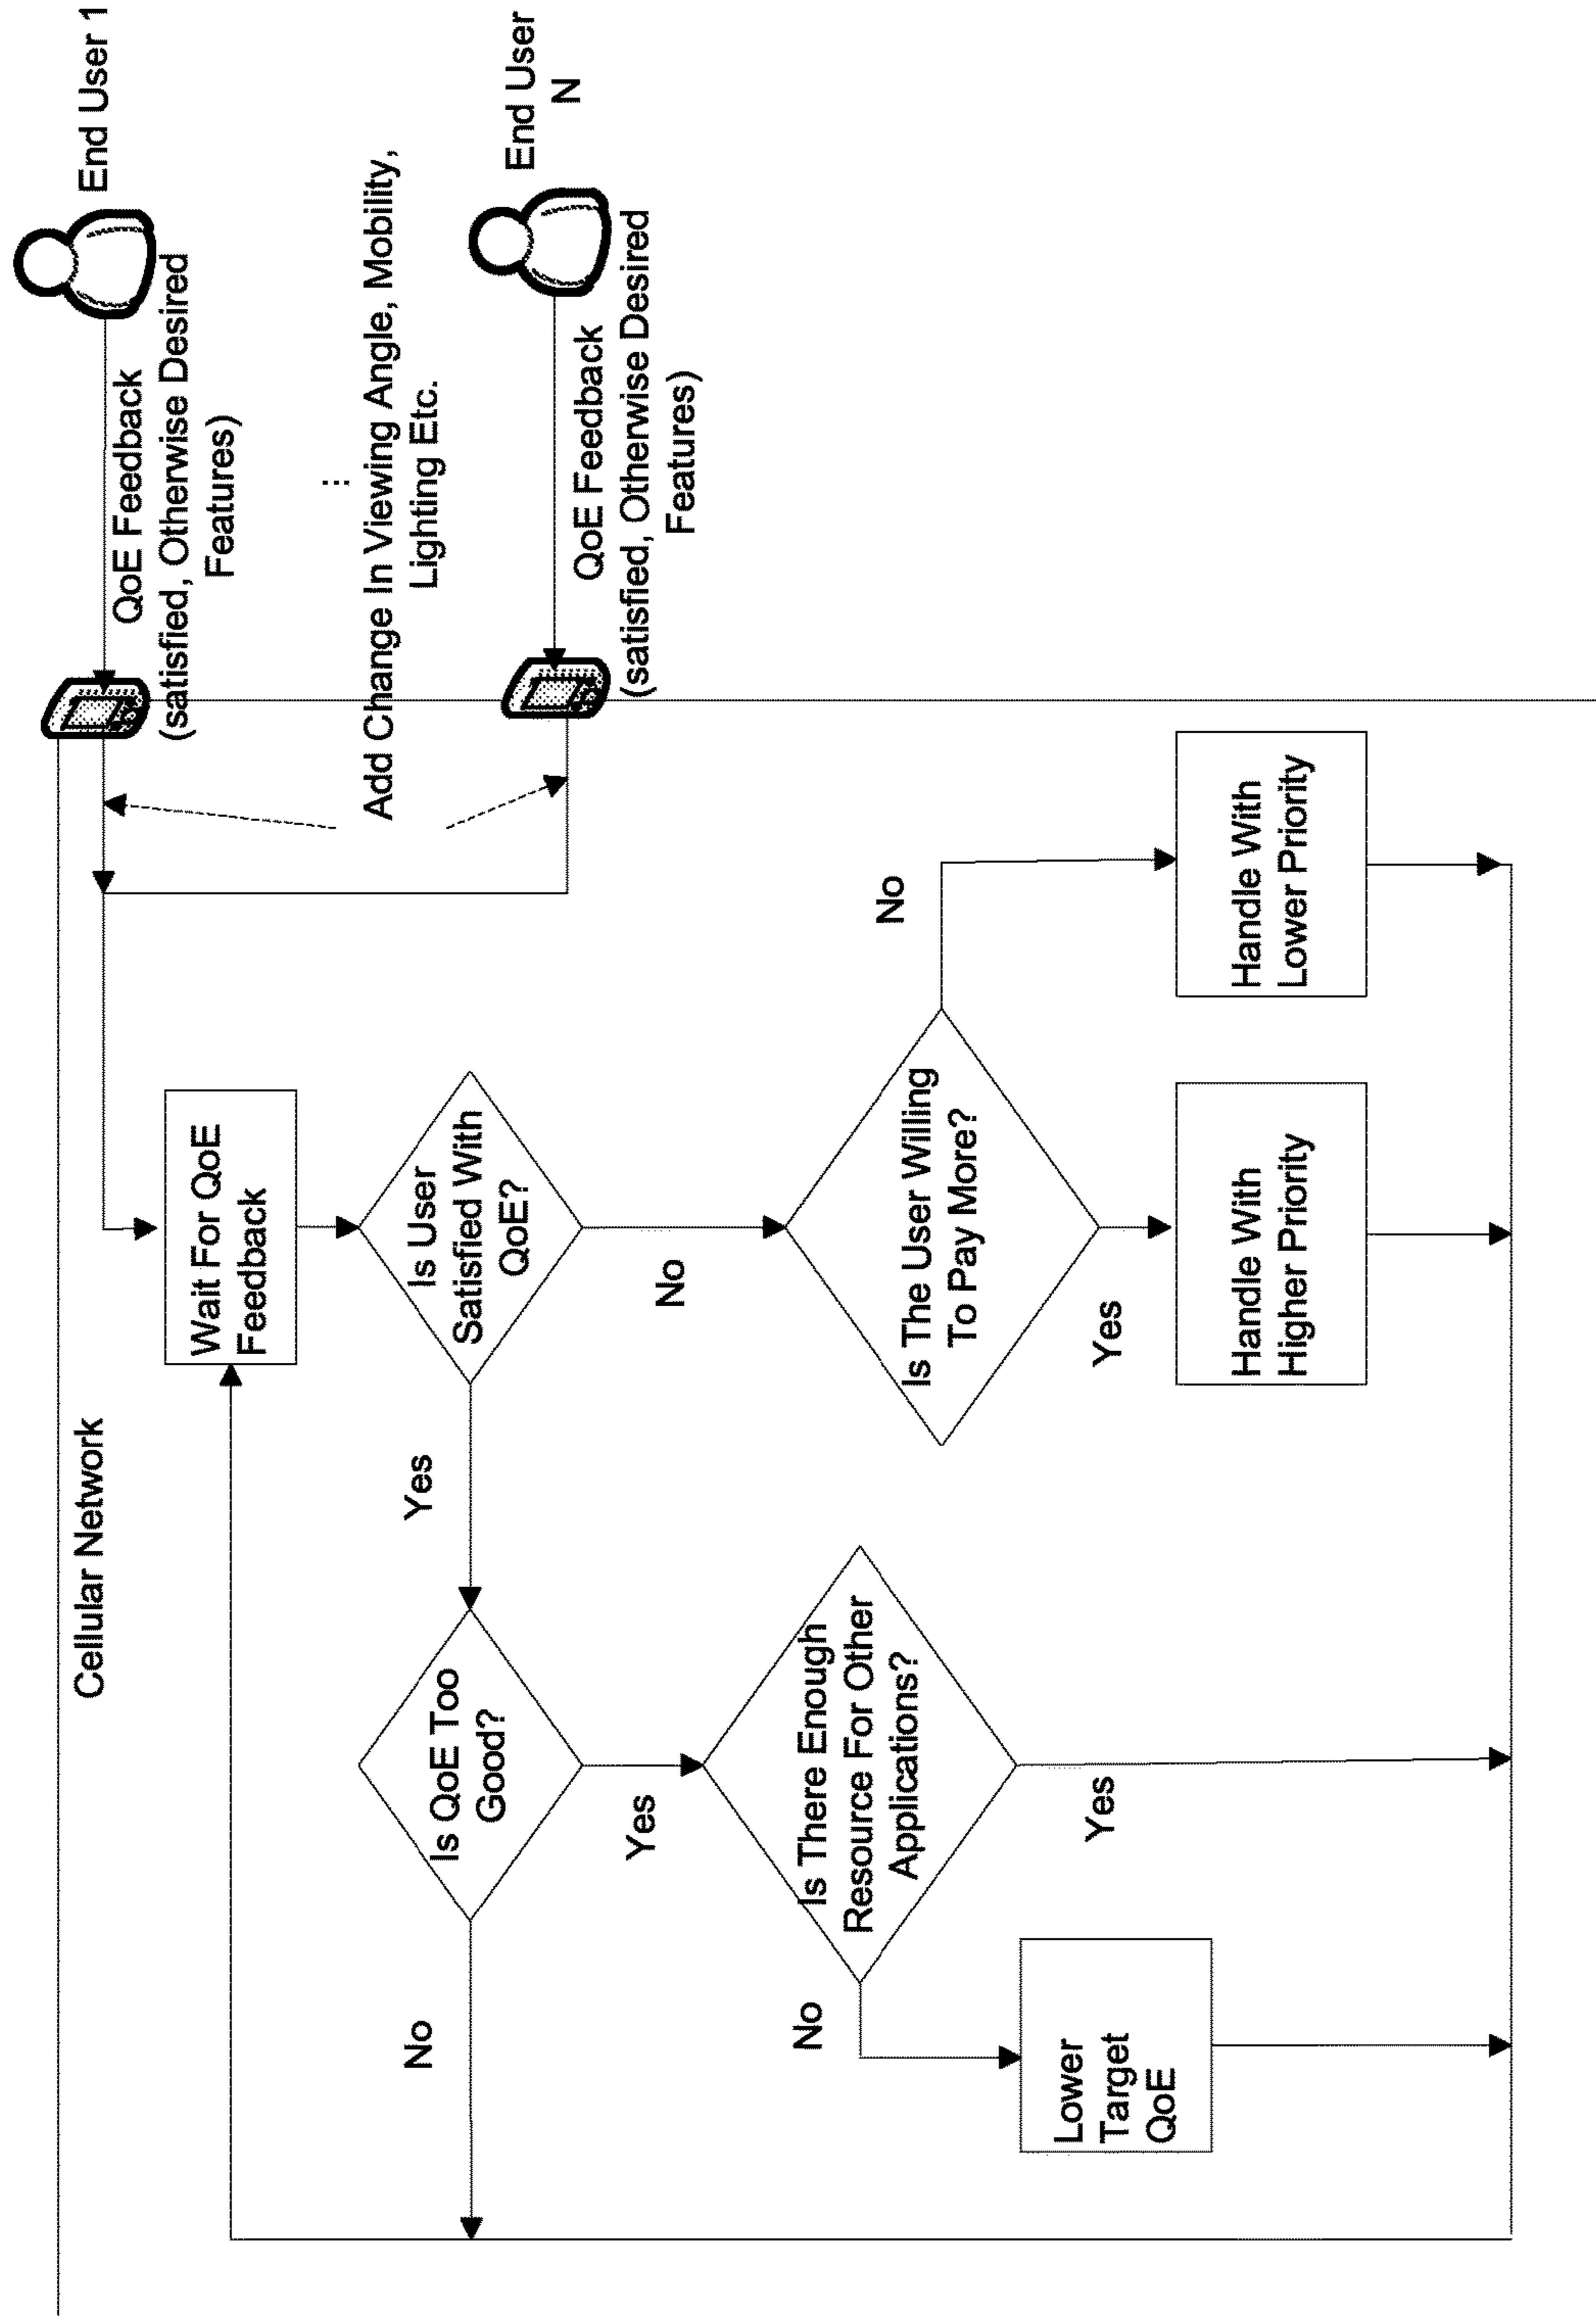 Cellular Network
End User 1
QoE Feedback
(satisfied, Otherwise Desired
Features)
...
Add Change In Viewing Angle, Mobility,
Lighting Etc.
End User
N
QoE Feedback
(satisfied, Otherwise Desired
Features)
Wait For QoE
Feedback
Is User
Satisfied With
QoE?
Yes
No
Is QoE Too
Good?
No
Yes
Is There Enough
Resource For Other
Applications?
No
Yes
Lower
Target
QoE
Is The User Willing
To Pay More?
No
Yes
Handle With
Higher Priority
Handle With
Lower Priority